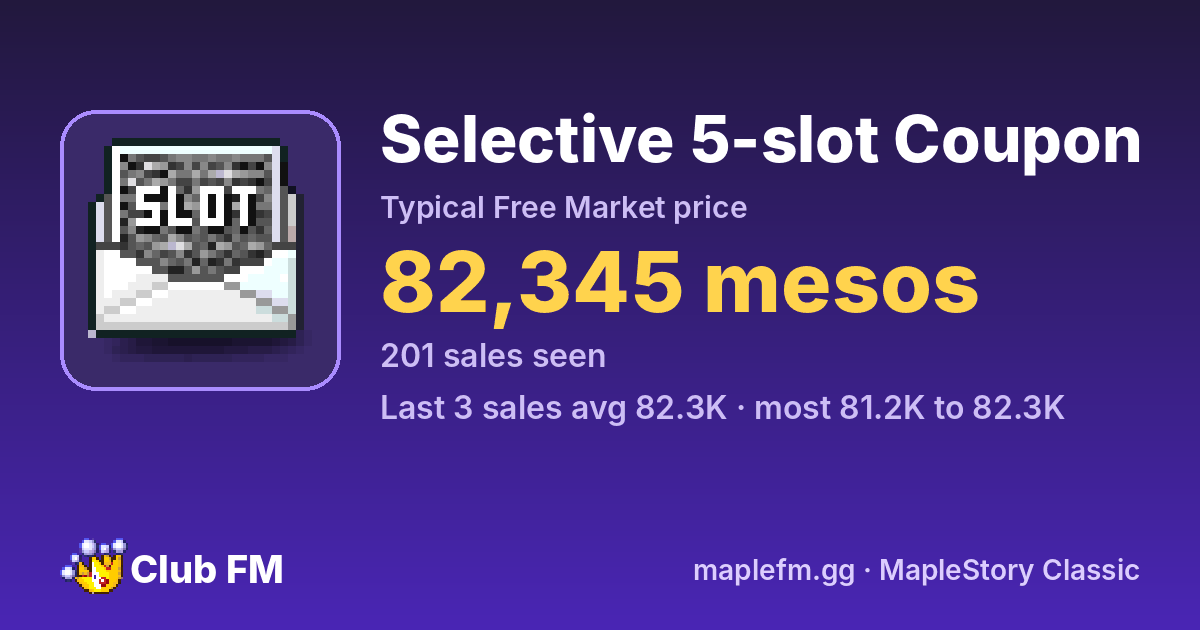 SLOT
Selective 5-slot Coupon
Typical Free Market price
82,345 mesos
201 sales seen
Last 3 sales avg 82.3K · most 81.2K to 82.3K
Club FM
maplefm.gg · MapleStory Classic